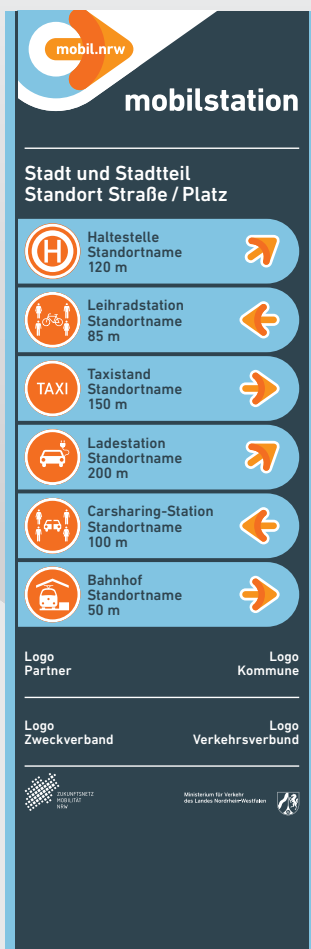 mobil.nrw
mobilstation
Stadt und Stadtteil
Standort Straße / Platz
H
Haltestelle
Standortname
120 m
Leihradstation
Standortname
85 m
TAXI
Taxistand
Standortname
150 m
Ladestation
Standortname
200 m
Carsharing-Station
Standortname
100 m
Bahnhof
Standortname
50 m
Logo
Partner
Logo
Kommune
Logo
Zweckverband
Logo
Verkehrsverbund
ZUKUNFTSNETZ
MOBILITÄT
NRW
Ministerium für Verkehr
des Landes Nordrhein-Westfalen